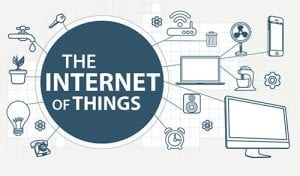 THE
INTERNET
OF THINGS